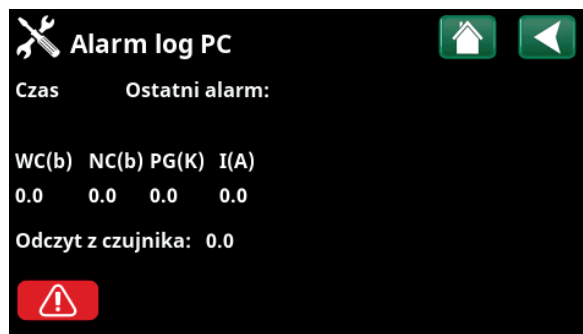 Alarm log PC
Czas Ostatni alarm:
WC(b) NC(b) PG(K) I(A)
0.0 0.0 0.0 0.0
Odczyt z czujnika: 0.0